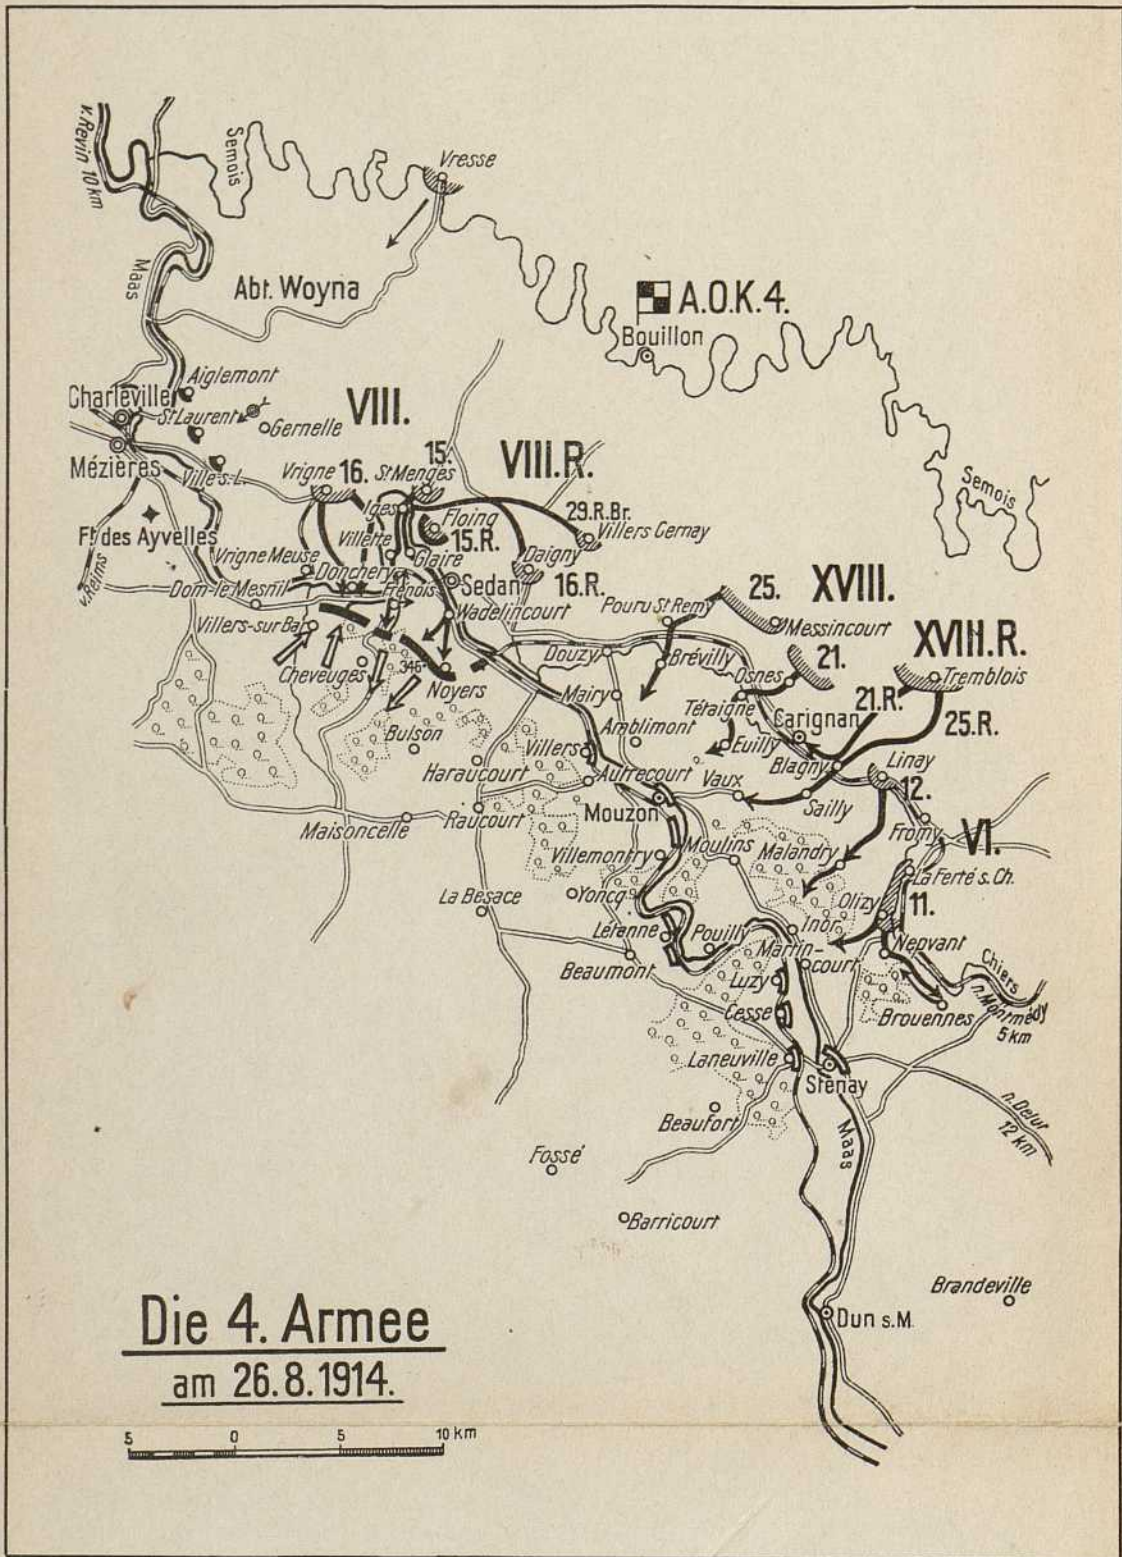 v. Revin 10 km
Semois
Vresse
Maas
Abt. Woyna
A.O.K. 4.
Bouillon
Aiglemont
Charleville
St Laurent
Gernelle
VIII.
Mézières
Ville s. L.
Vrigne
16.
St Menges
15.
VIII.R.
Semois
Iges
Floing
29.R.Br.
Villers Cernay
Ft. des Ayvelles
Villette
15.R.
Glaire
Daigny
v. Reims
Vrigne Meuse
Donchery
Sedan
16.R.
25.
XVIII.
Dom-le Mesnil
Frénois
Wadelincourt
Pouru St Remy
Messincourt
XVIII.R.
Villers-sur Bar
Douzy
Brévilly
Osnes
21.
Tremblois
Cheveuges
345
Noyers
Mairy
Tétaigne
21.R.
25.R.
Bulson
Amblimont
Euilly
Carignan
Villers
Haraucourt
Autrecourt
Vaux
Blagny
Linay
Maisoncelle
Raucourt
Mouzon
Sailly
12.
Fromy
VI.
Villemontry
Moulins
Malandry
La Ferté s. Ch.
La Besace
Yoncq
Olizy
11.
Létanne
Pouilly
Inor
Nepvant
Beaumont
Martin-
court
Chiers
Luzy
n. Montmédy
5 km
Cesse
Brouennes
Laneuville
Stenay
Beaufort
Maas
n. Delut
12 km
Fossé
Barricourt
Brandeville
Dun s. M.
Die 4. Armee
am 26. 8. 1914.
5 0 5 10 km